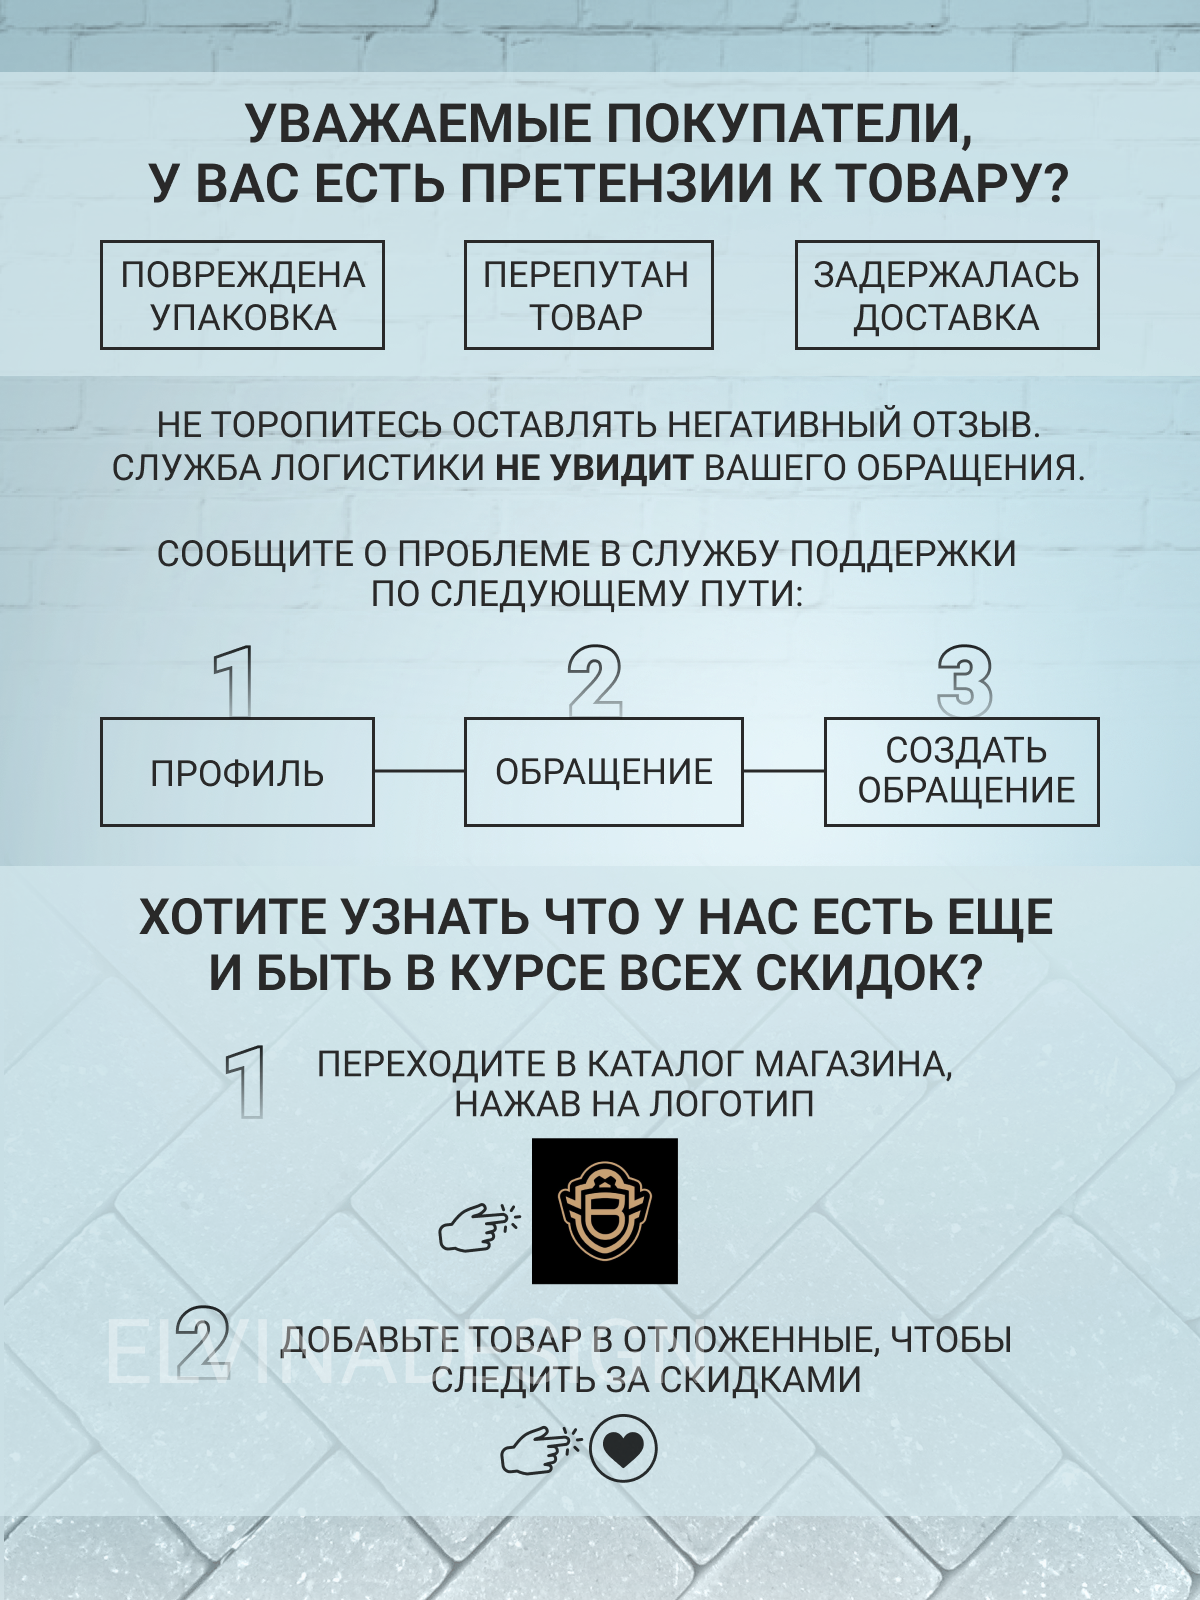 УВАЖАЕМЫЕ ПОКУПАТЕЛИ,
У ВАС ЕСТЬ ПРЕТЕНЗИИ К ТОВАРУ?
ПОВРЕЖДЕНА
УПАКОВКА
ПЕРЕПУТАН
ТОВАР
ЗАДЕРЖАЛАСЬ
ДОСТАВКА
НЕ ТОРОПИТЕСЬ ОСТАВЛЯТЬ НЕГАТИВНЫЙ ОТЗЫВ.
СЛУЖБА ЛОГИСТИКИ НЕ УВИДИТ ВАШЕГО ОБРАЩЕНИЯ.
СООБЩИТЕ О ПРОБЛЕМЕ В СЛУЖБУ ПОДДЕРЖКИ
ПО СЛЕДУЮЩЕМУ ПУТИ:
1
ПРОФИЛЬ
2
ОБРАЩЕНИЕ
3
СОЗДАТЬ
ОБРАЩЕНИЕ
ХОТИТЕ УЗНАТЬ ЧТО У НАС ЕСТЬ ЕЩЕ
И БЫТЬ В КУРСЕ ВСЕХ СКИДОК?
1
ПЕРЕХОДИТЕ В КАТАЛОГ МАГАЗИНА,
НАЖАВ НА ЛОГОТИП
B
2
ДОБАВЬТЕ ТОВАР В ОТЛОЖЕННЫЕ, ЧТОБЫ
СЛЕДИТЬ ЗА СКИДКАМИ
ELVINADESIGN